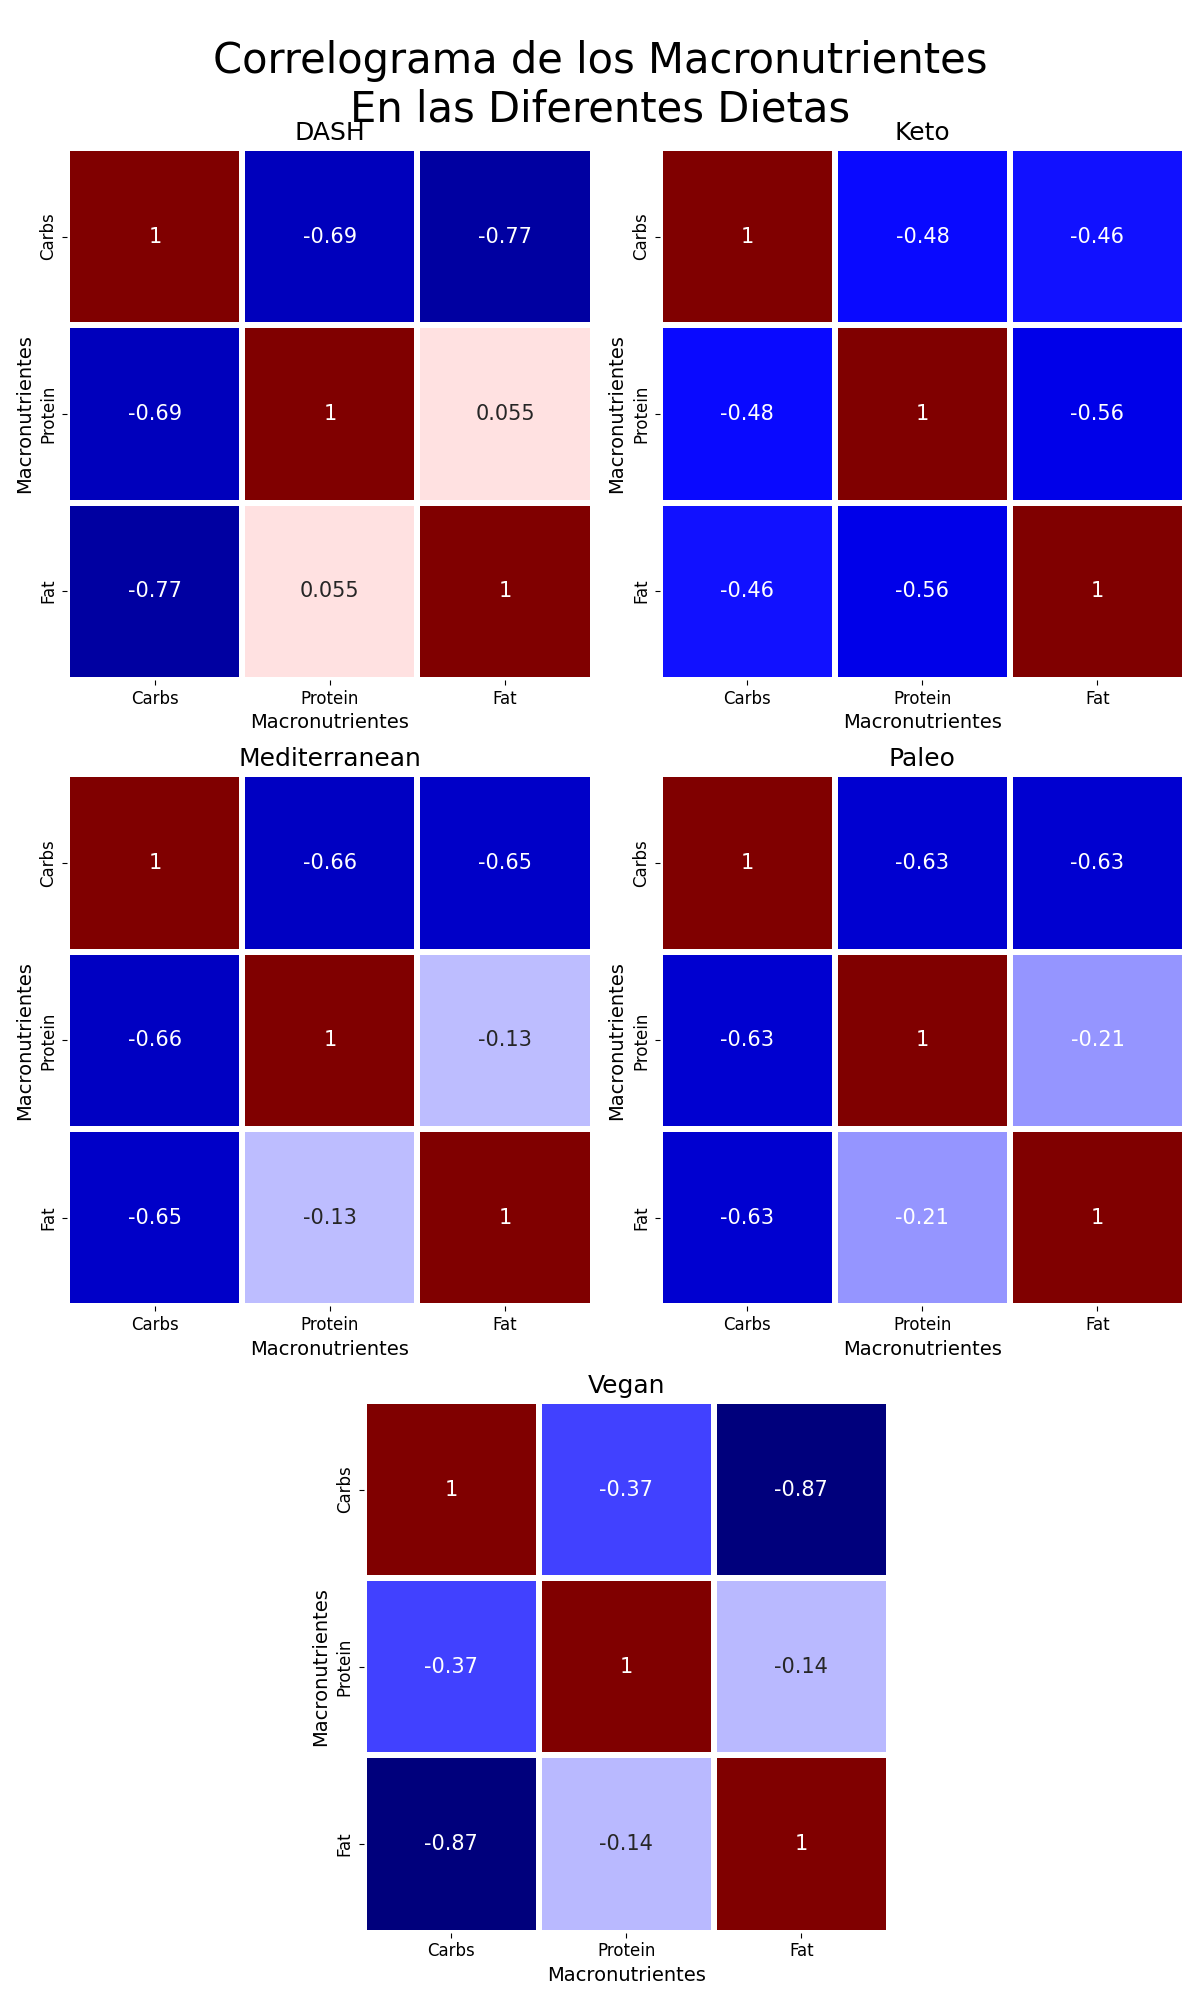 Correlograma de los Macronutrientes
En las Diferentes Dietas
DASH
Carbs
1
-0.69
-0.77
Protein
-0.69
1
0.055
Fat
-0.77
0.055
1
Macronutrientes
Carbs
Protein
Fat
Macronutrientes
Keto
Carbs
1
-0.48
-0.46
Protein
-0.48
1
-0.56
Fat
-0.46
-0.56
1
Macronutrientes
Carbs
Protein
Fat
Macronutrientes
Mediterranean
Carbs
1
-0.66
-0.65
Protein
-0.66
1
-0.13
Fat
-0.65
-0.13
1
Macronutrientes
Carbs
Protein
Fat
Macronutrientes
Paleo
Carbs
1
-0.63
-0.63
Protein
-0.63
1
-0.21
Fat
-0.63
-0.21
1
Macronutrientes
Carbs
Protein
Fat
Macronutrientes
Vegan
Carbs
1
-0.37
-0.87
Protein
-0.37
1
-0.14
Fat
-0.87
-0.14
1
Macronutrientes
Carbs
Protein
Fat
Macronutrientes